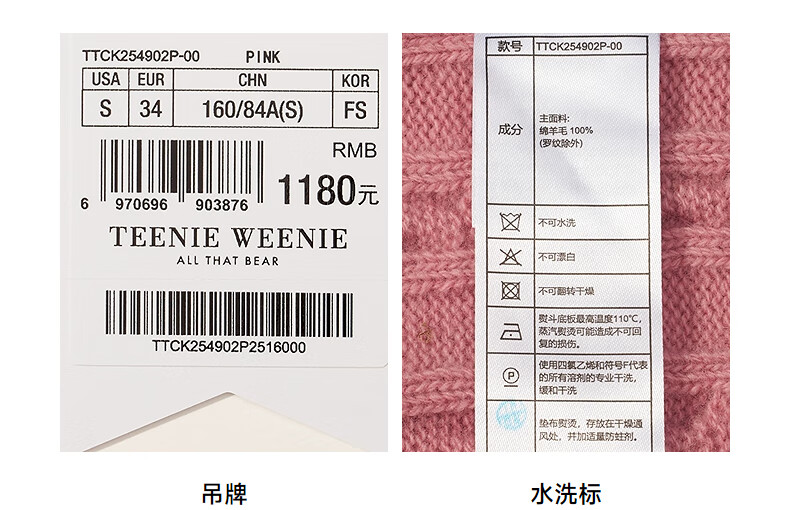 TTCK254902P-00 PINK
USA EUR CHN KOR
S 34 160/84A(S) FS
RMB
1180元
6 970696 903876
TEENIE WEENIE
ALL THAT BEAR
TTCK254902P2516000
吊牌
款号 TTCK254902P-00
成分
主面料:
绵羊毛 100%
(罗纹除外)
不可水洗
不可漂白
不可翻转干燥
熨斗底板最高温度110℃,
蒸汽熨烫可能造成不可回
复的损伤。
P
使用四氯乙烯和符号F代表
的所有溶剂的专业干洗,
缓和干洗
垫布熨烫，存放在干燥通
风处，并加适量防蛀剂.
水洗标